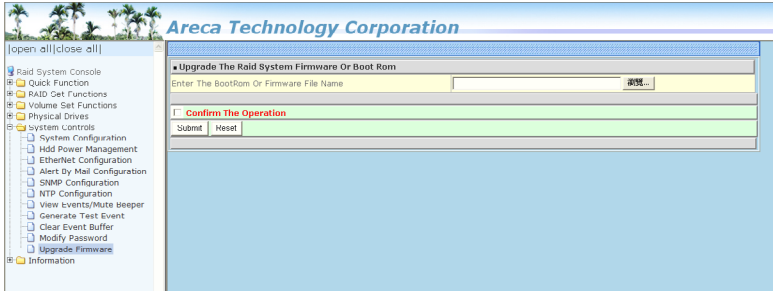 Areca Technology Corporation
|open all|close all|
Raid System Console
Quick Function
RAID Set Functions
Volume Set Functions
Physical Drives
System Controls
System Configuration
Hdd Power Management
EtherNet Configuration
Alert By Mail Configuration
SNMP Configuration
NTP Configuration
View Events/Mute Beeper
Generate Test Event
Clear Event Buffer
Modify Password
Upgrade Firmware
Information
▪ Upgrade The Raid System Firmware Or Boot Rom
Enter The BootRom Or Firmware File Name 瀏覽...
Confirm The Operation
Submit Reset